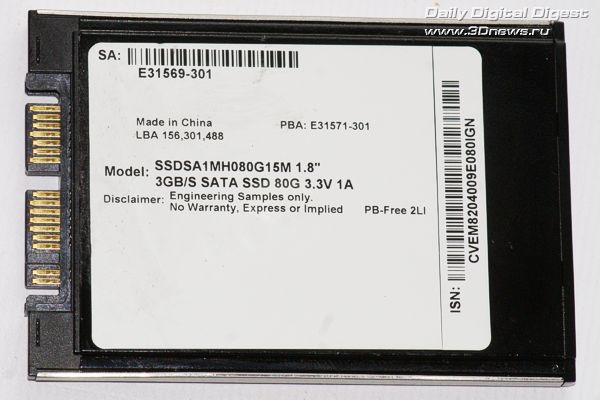 Daily Digital Digest
www.3Dnews.ru
SA:
E31569-301
Made in China
PBA: E31571-301
LBA 156,301,488
Model: SSDSA1MH080G15M 1.8"
3GB/S SATA SSD 80G 3.3V 1A
Disclaimer: Engineering Samples only.
No Warranty, Express or Implied
PB-Free 2LI
ISN: CVEM8204009E080IGN